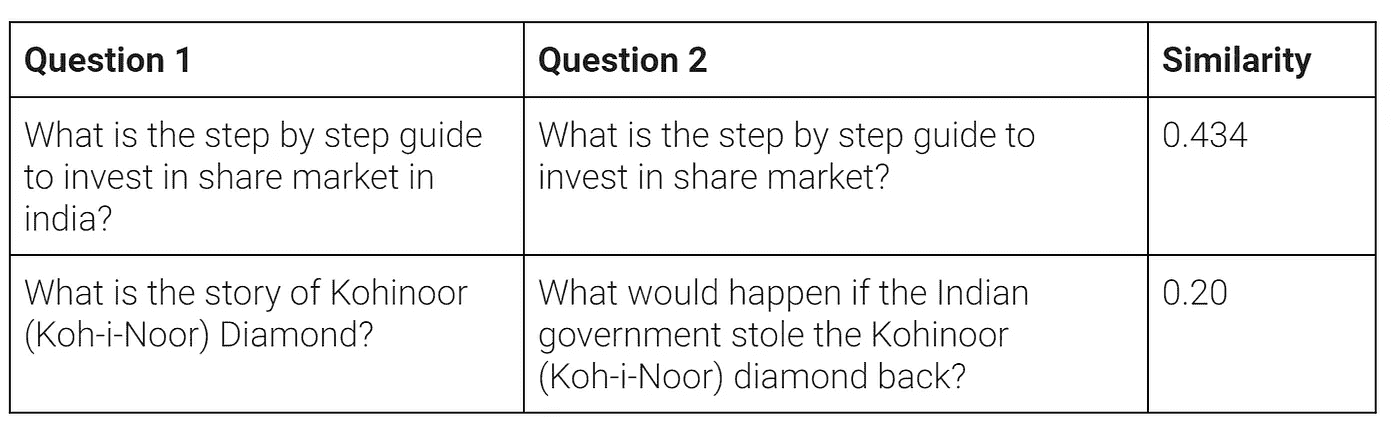 Question 1
Question 2
Similarity
What is the step by step guide
to invest in share market in
india?
What is the step by step guide to
invest in share market?
0.434
What is the story of Kohinoor
(Koh-i-Noor) Diamond?
What would happen if the Indian
government stole the Kohinoor
(Koh-i-Noor) diamond back?
0.20